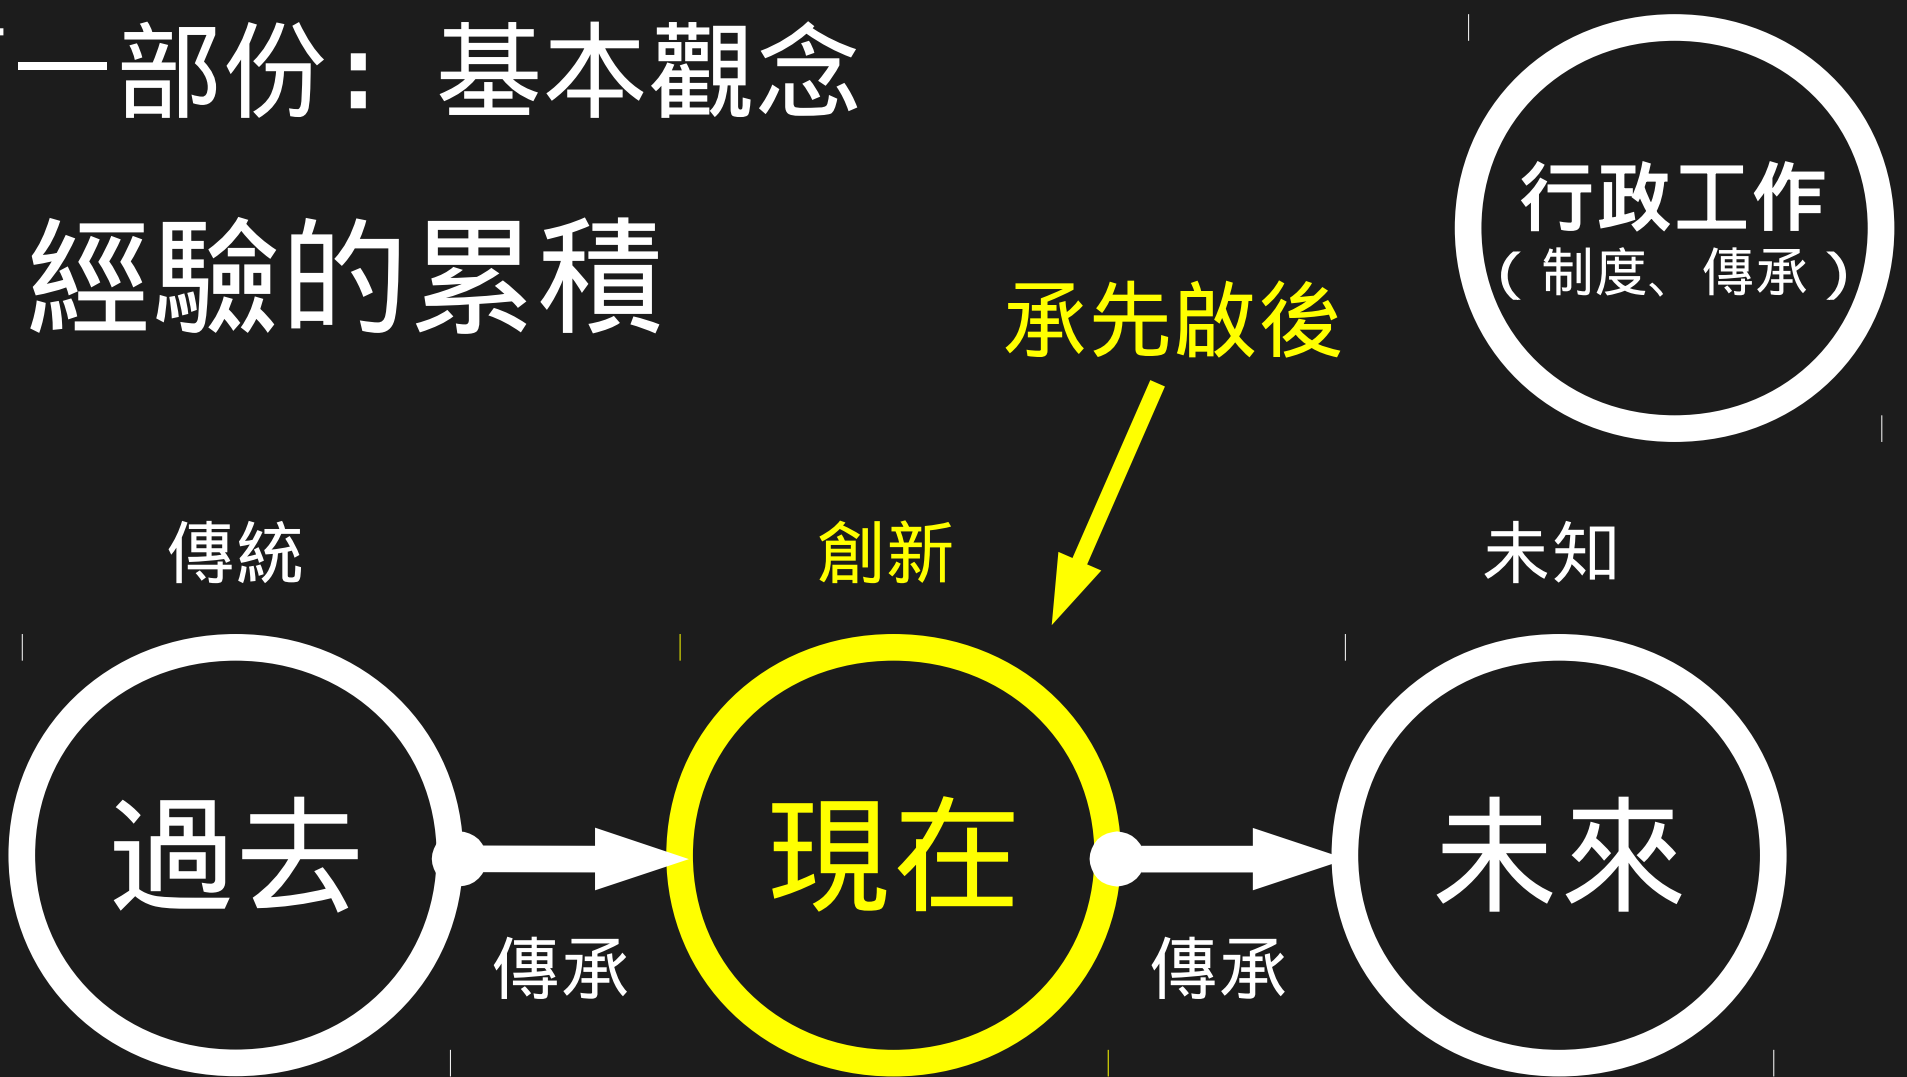 一部份：基本觀念
經驗的累積
行政工作
（制度、傳承）
承先啟後
傳統
創新
未知
過去
現在
未來
傳承
傳承